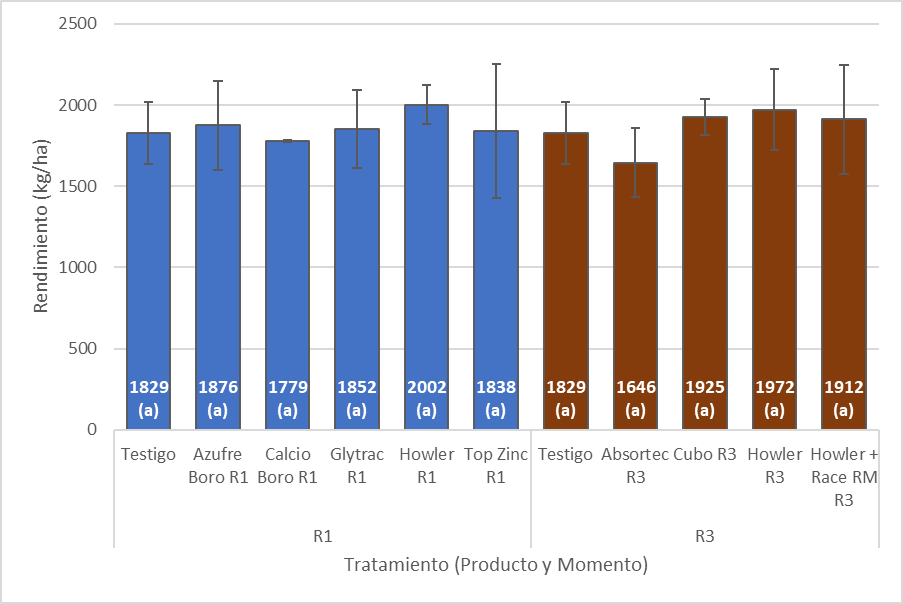 2500
2000
1500
1000
500
0
Rendimiento (kg/ha)
1829 (a)
1876 (a)
1779 (a)
1852 (a)
2002 (a)
1838 (a)
1829 (a)
1646 (a)
1925 (a)
1972 (a)
1912 (a)
Testigo
Azufre
Boro R1
Calcio
Boro R1
Glytrac
R1
Howler
R1
Top Zinc
R1
Testigo
Absortec
R3
Cubo R3
Howler
R3
Howler +
Race RM
R3
R1
R3
Tratamiento (Producto y Momento)